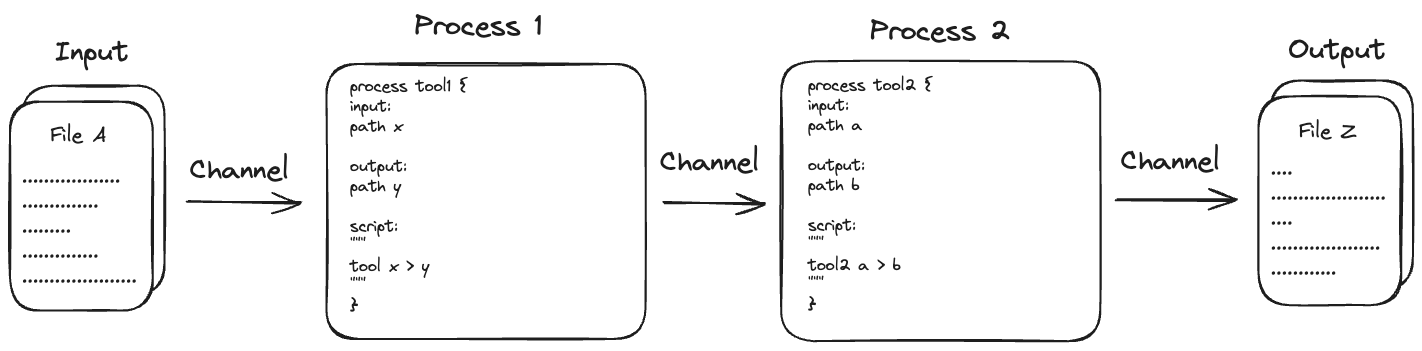 Input
File A
Channel
Process 1
process tool1 {
input:
path x
output:
path y
script:
"""
tool x > y
"""
}
Channel
Process 2
process tool2 {
input:
path a
output:
path b
script:
"""
tool2 a > b
"""
}
Channel
Output
File Z